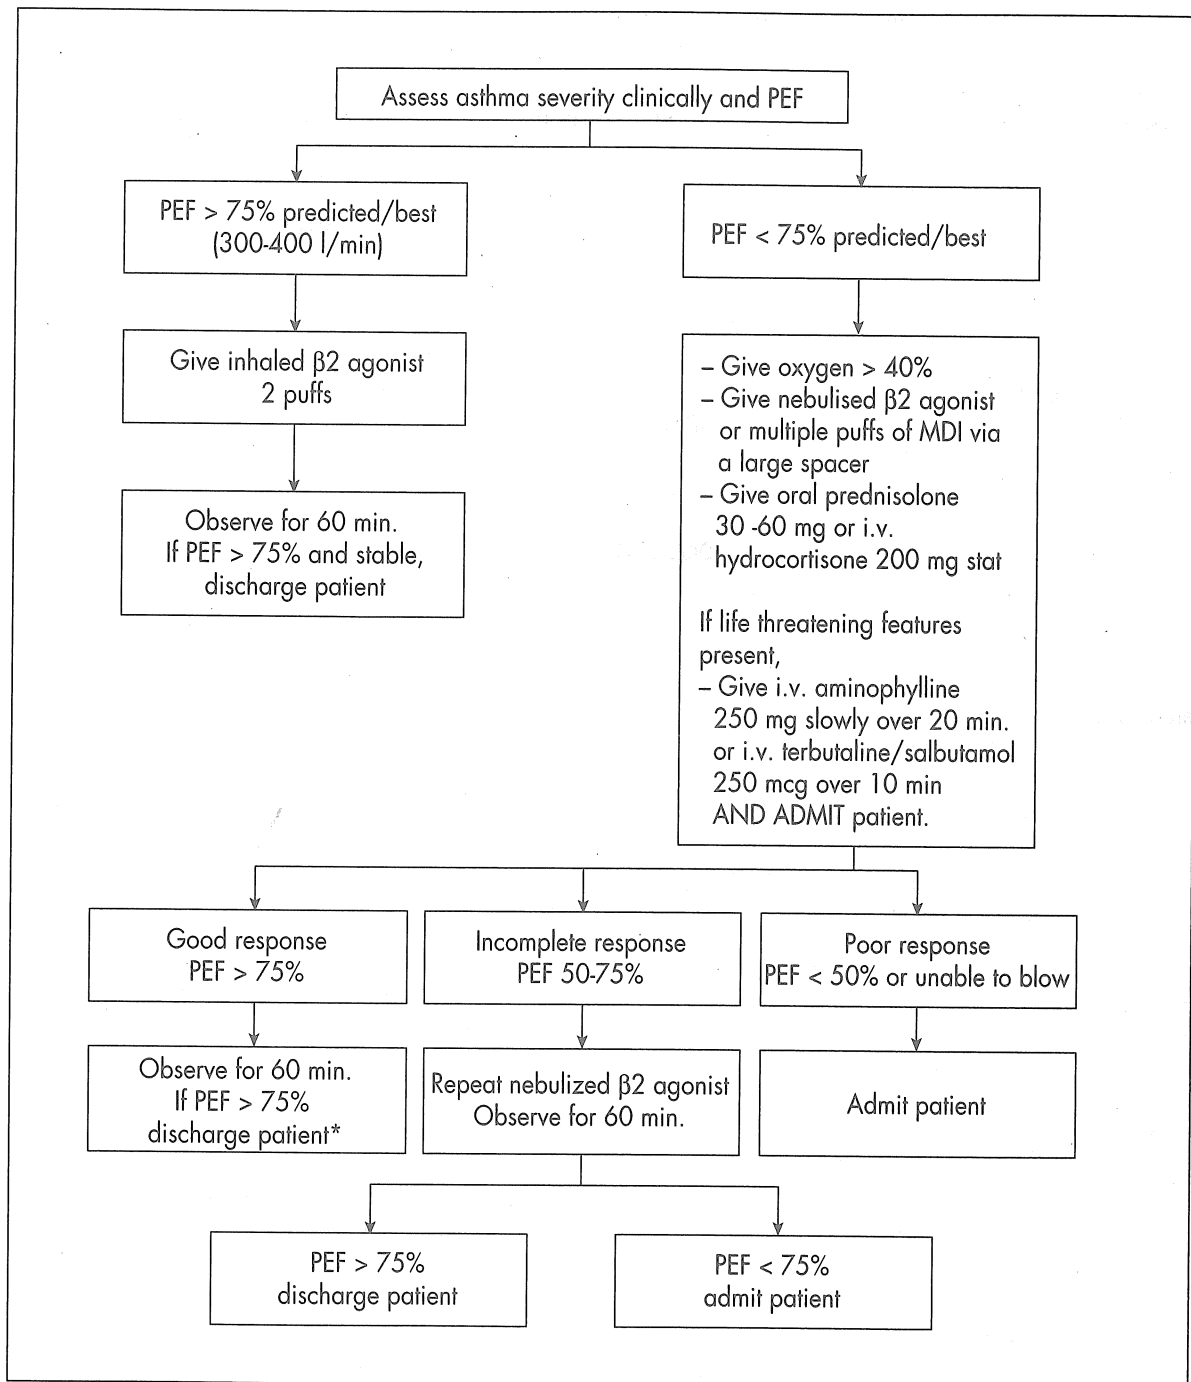 Assess asthma severity clinically and PEF
PEF > 75% predicted/best
(300-400 l/min)
PEF < 75% predicted/best
Give inhaled β2 agonist
2 puffs
Observe for 60 min.
If PEF > 75% and stable,
discharge patient
– Give oxygen > 40%
– Give nebulised β2 agonist
or multiple puffs of MDI via
a large spacer
– Give oral prednisolone
30 -60 mg or i.v.
hydrocortisone 200 mg stat
If life threatening features
present,
– Give i.v. aminophylline
250 mg slowly over 20 min.
or i.v. terbutaline/salbutamol
250 mcg over 10 min
AND ADMIT patient.
Good response
PEF > 75%
Incomplete response
PEF 50-75%
Poor response
PEF < 50% or unable to blow
Observe for 60 min.
If PEF > 75%
discharge patient*
Repeat nebulized β2 agonist
Observe for 60 min.
Admit patient
PEF > 75%
discharge patient
PEF < 75%
admit patient